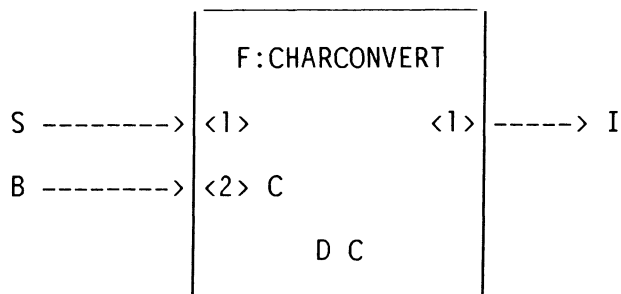 F:CHARCONVERT
S --------> <1> <1> -----> I
B --------> <2> C
D C